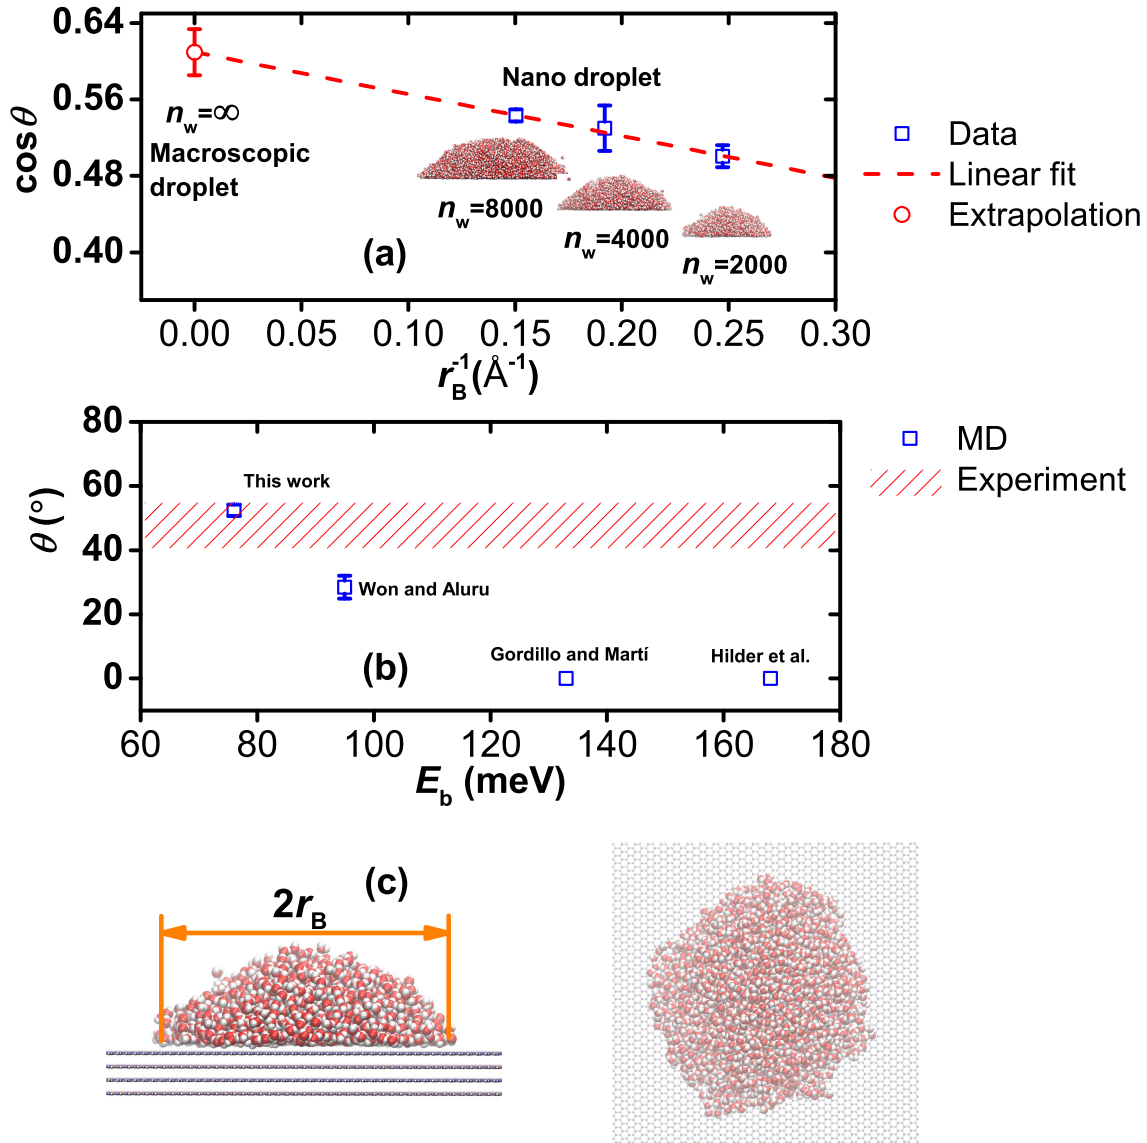 0.64
0.56
0.48
0.40
cosθ
n_w=∞
Macroscopic
droplet
Nano droplet
n_w=8000
n_w=4000
n_w=2000
(a)
0.00 0.05 0.10 0.15 0.20 0.25 0.30
r_B^-1(Å^-1)
Data
Linear fit
Extrapolation
80
60
40
20
0
θ (°)
This work
Won and Aluru
Gordillo and Martí
Hilder et al.
(b)
60 80 100 120 140 160 180
E_b (meV)
MD
Experiment
(c)
2r_B